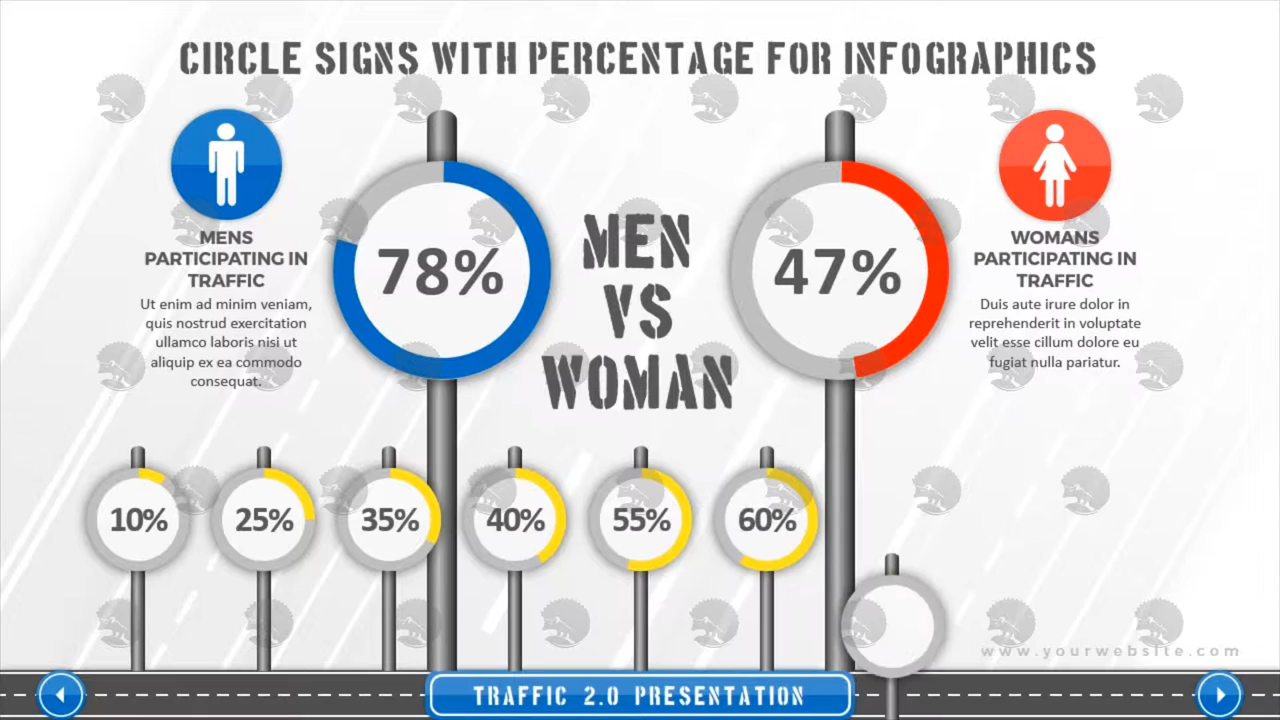 CIRCLE SIGNS WITH PERCENTAGE FOR INFOGRAPHICS
MENS
PARTICIPATING IN
TRAFFIC
Ut enim ad minim veniam,
quis nostrud exercitation
ullamco laboris nisi ut
aliquip ex ea commodo
consequat.
78%
MEN
VS
WOMAN
47%
WOMANS
PARTICIPATING IN
TRAFFIC
Duis aute irure dolor in
reprehenderit in voluptate
velit esse cillum dolore eu
fugiat nulla pariatur.
10%
25%
35%
40%
55%
60%
www.yourwebsite.com
TRAFFIC 2.0 PRESENTATION